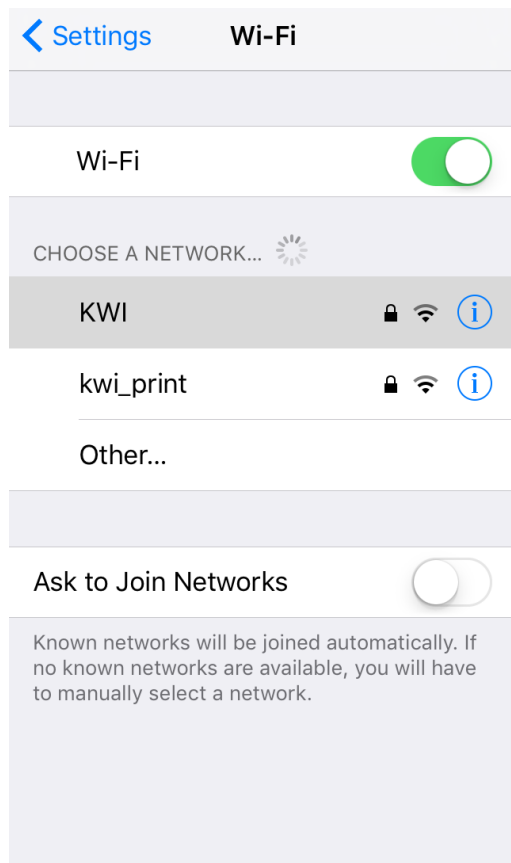 Settings
Wi-Fi
Wi-Fi
CHOOSE A NETWORK...
KWI
kwi_print
Other...
Ask to Join Networks
Known networks will be joined automatically. If
no known networks are available, you will have
to manually select a network.